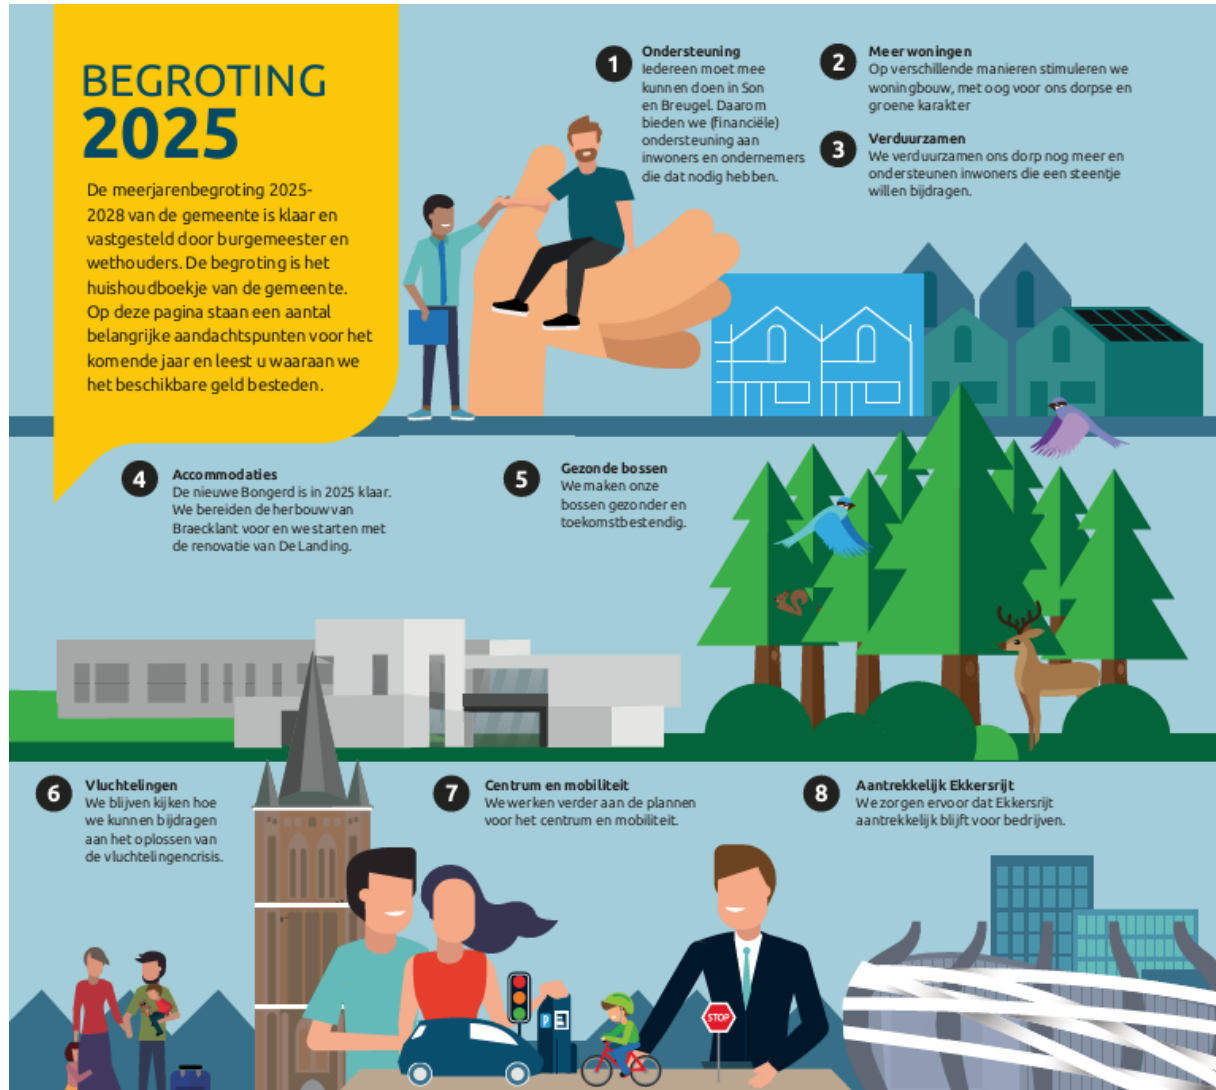 BEGROTING
2025
De meerjarenbegroting 2025-
2028 van de gemeente is klaar en
vastgesteld door burgemeester en
wethouders. De begroting is het
huishoudboekje van de gemeente.
Op deze pagina staan een aantal
belangrijke aandachtspunten voor het
komende jaar en leest u waaraan we
het beschikbare geld besteden.
1
Ondersteuning
Iedereen moet mee
kunnen doen in Son
en Breugel. Daarom
bieden we (financiële)
ondersteuning aan
inwoners en ondernemers
die dat nodig hebben.
2
Meer woningen
Op verschillende manieren stimuleren we
woningbouw, met oog voor ons dorpse en
groene karakter
3
Verduurzamen
We verduurzamen ons dorp nog meer en
ondersteunen inwoners die een steentje
willen bijdragen.
4
Accommodaties
De nieuwe Bongerd is in 2025 klaar.
We bereiden de herbouw van
Braecklant voor en we starten met
de renovatie van De Landing.
5
Gezonde bossen
We maken onze
bossen gezonder en
toekomstbestendig.
6
Vluchtelingen
We blijven kijken hoe
we kunnen bijdragen
aan het oplossen van
de vluchtelingencrisis.
7
Centrum en mobiliteit
We werken verder aan de plannen
voor het centrum en mobiliteit.
8
Aantrekkelijk Ekkersrijt
We zorgen ervoor dat Ekkersrijt
aantrekkelijk blijft voor bedrijven.
P
STOP